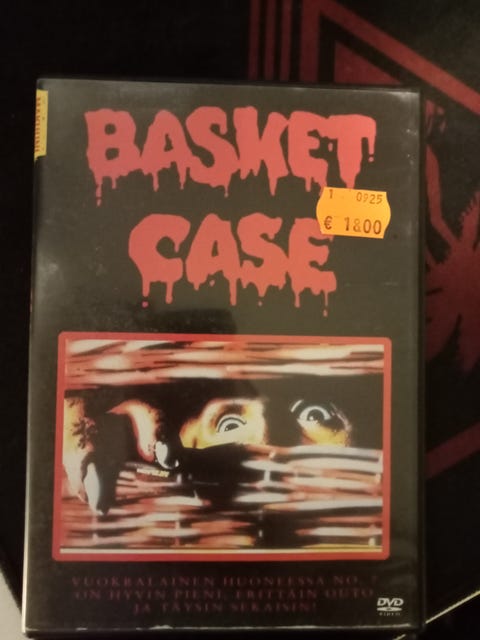 BASKET
CASE
1 0925
€ 18.00
VUOKRALAINEN HUONEESSA NO. 7
ON HYVIN PIENI, ERITTÄIN OUTO
JA TÄYSIN SEKAISIN!
DVD
VIDEO